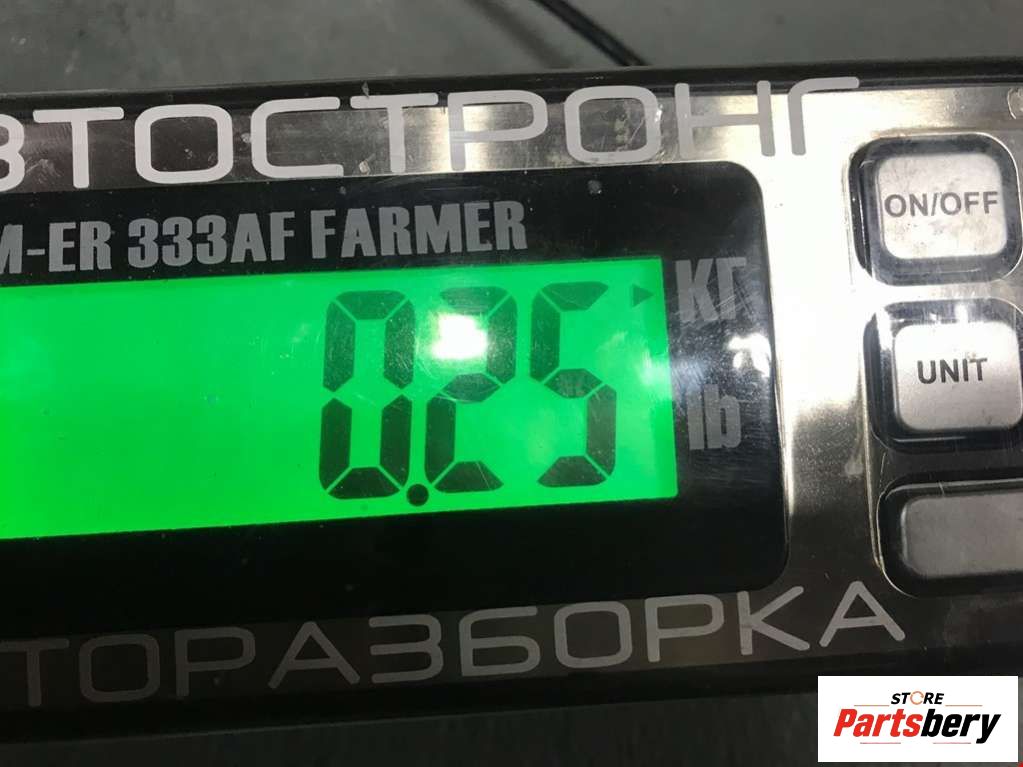 ВТОСТРОНГ
M-ER 333AF FARMER
0.25
КГ
lb
ON/OFF
UNIT
ТОРАЗБОРКА
STORE
Partsbery